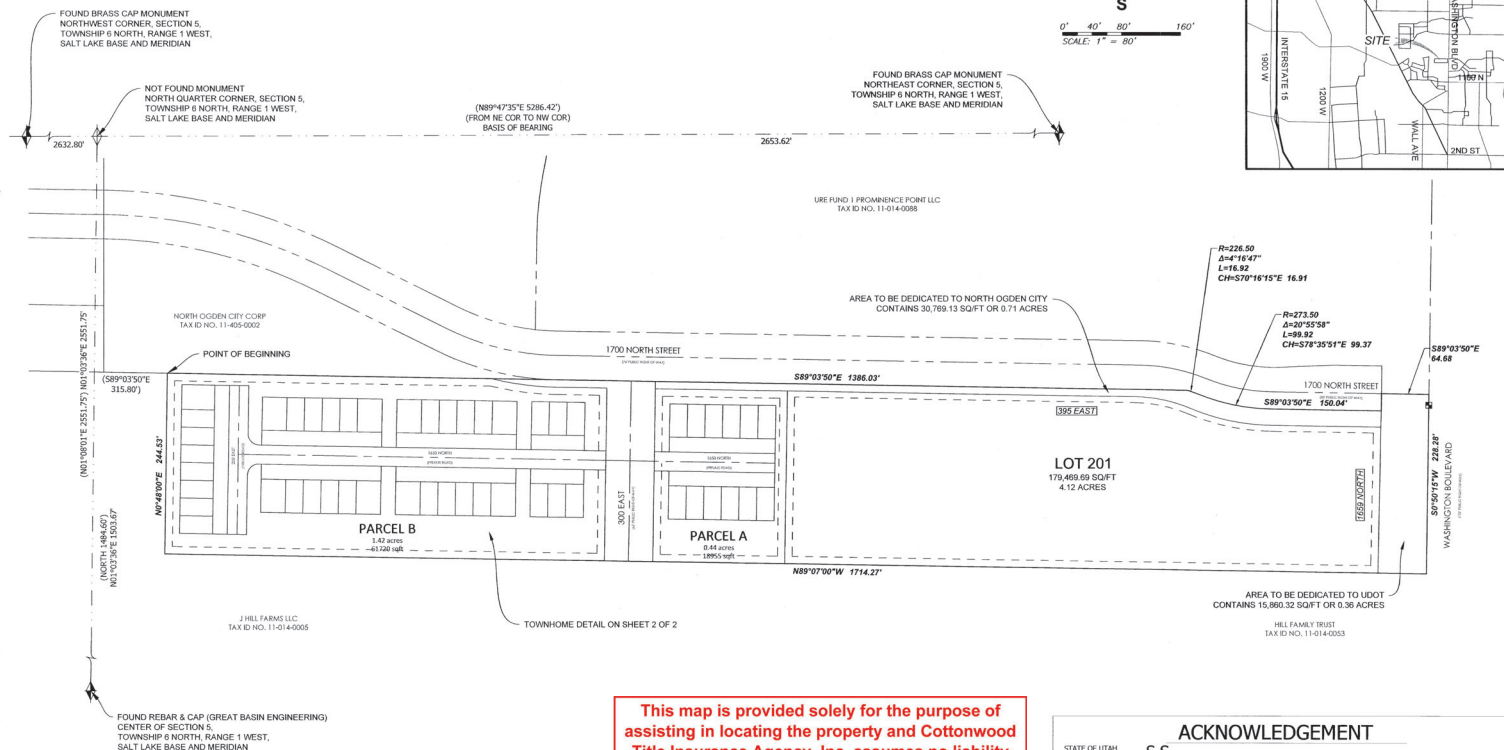 FOUND BRASS CAP MONUMENT
NORTHWEST CORNER, SECTION 5,
TOWNSHIP 6 NORTH, RANGE 1 WEST,
SALT LAKE BASE AND MERIDIAN
NOT FOUND MONUMENT
NORTH QUARTER CORNER, SECTION 5,
TOWNSHIP 6 NORTH, RANGE 1 WEST,
SALT LAKE BASE AND MERIDIAN
(N89°47'35"E 5286.42')
(FROM NE COR TO NW COR)
BASIS OF BEARING
FOUND BRASS CAP MONUMENT
NORTHEAST CORNER, SECTION 5,
TOWNSHIP 6 NORTH, RANGE 1 WEST,
SALT LAKE BASE AND MERIDIAN
S
0' 40' 80' 160'
SCALE: 1" = 80'
SITE
INTERSTATE 15
1900 W
1200 W
WALL AVE
2ND ST
1100 N
2632.80'
2653.62'
URE FUND 1 PROMINENCE POINT LLC
TAX ID NO. 11-014-0088
R=226.50
Δ=4°16'47"
L=16.92
CH=S70°16'15"E 16.91
AREA TO BE DEDICATED TO NORTH OGDEN CITY
CONTAINS 30,769.13 SQ/FT OR 0.71 ACRES
R=273.50
Δ=20°55'58"
L=99.92
CH=S78°35'51"E 99.37
S89°03'50"E
64.68
NORTH OGDEN CITY CORP
TAX ID NO. 11-405-0002
POINT OF BEGINNING
1700 NORTH STREET
(S89°03'50"E
315.80')
S89°03'50"E 1386.03'
1700 NORTH STREET
S89°03'50"E 150.04'
395 EAST
(N01°08'01"E 2551.75') N01°03'36"E 2551.75'
N0°48'00"E 244.53'
300 EAST
LOT 201
179,469.69 SQ/FT
4.12 ACRES
1659 NORTH
S0°50'15"W 228.28'
WASHINGTON BOULEVARD
PARCEL B
1.42 acres
61720 sqft
PARCEL A
0.44 acres
18955 sqft
N89°07'00"W 1714.27'
(NORTH 1484.60')
N01°03'36"E 1503.67'
AREA TO BE DEDICATED TO UDOT
CONTAINS 15,860.32 SQ/FT OR 0.36 ACRES
J HILL FARMS LLC
TAX ID NO. 11-014-0005
TOWNHOME DETAIL ON SHEET 2 OF 2
HILL FAMILY TRUST
TAX ID NO. 11-014-0053
FOUND REBAR & CAP (GREAT BASIN ENGINEERING)
CENTER OF SECTION 5,
TOWNSHIP 6 NORTH, RANGE 1 WEST,
SALT LAKE BASE AND MERIDIAN
This map is provided solely for the purpose of
assisting in locating the property and Cottonwood
Title Insurance Agency, Inc. assumes no liability
ACKNOWLEDGEMENT
STATE OF UTAH S.S.